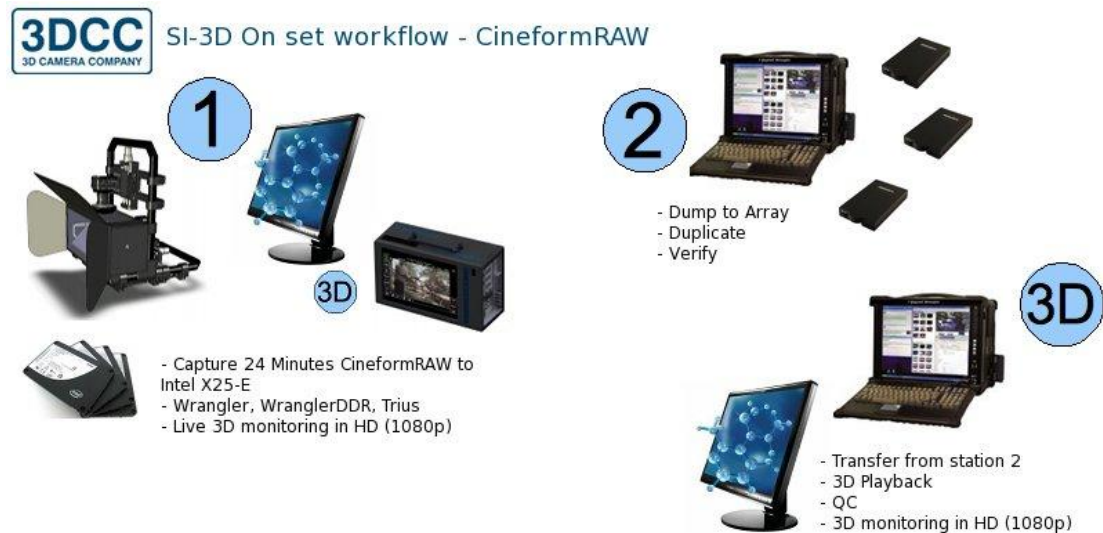 3DCC
3D CAMERA COMPANY
SI-3D On set workflow - CineformRAW
1
3D
- Capture 24 Minutes CineformRAW to
Intel X25-E
- Wrangler, WranglerDDR, Trius
- Live 3D monitoring in HD (1080p)
2
- Dump to Array
- Duplicate
- Verify
3D
- Transfer from station 2
- 3D Playback
- QC
- 3D monitoring in HD (1080p)